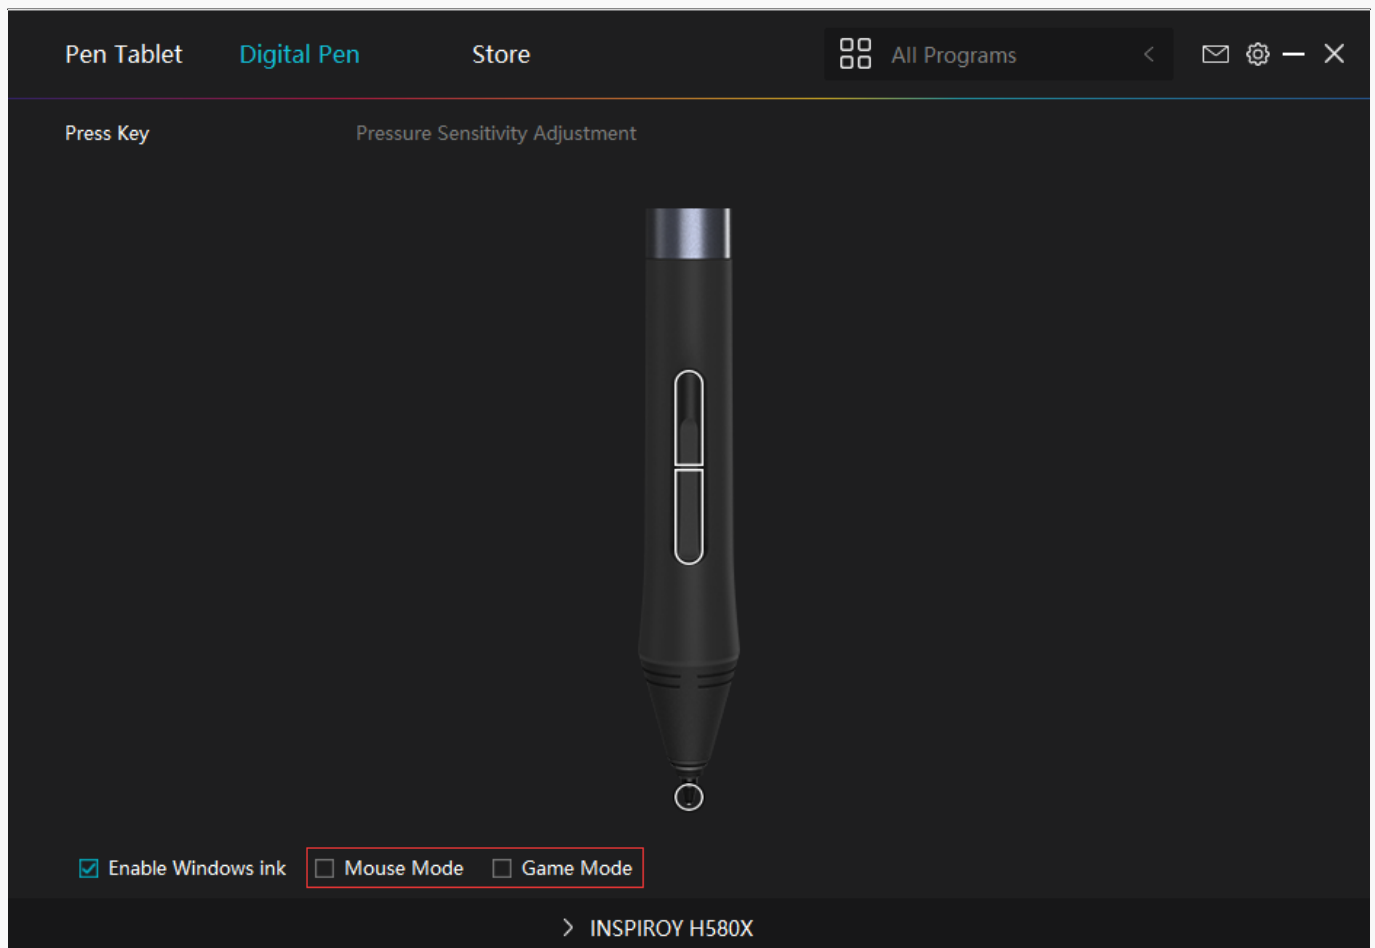 Pen Tablet Digital Pen Store All Programs
Press Key Pressure Sensitivity Adjustment
Enable Windows ink Mouse Mode Game Mode
INSPIROY H580X